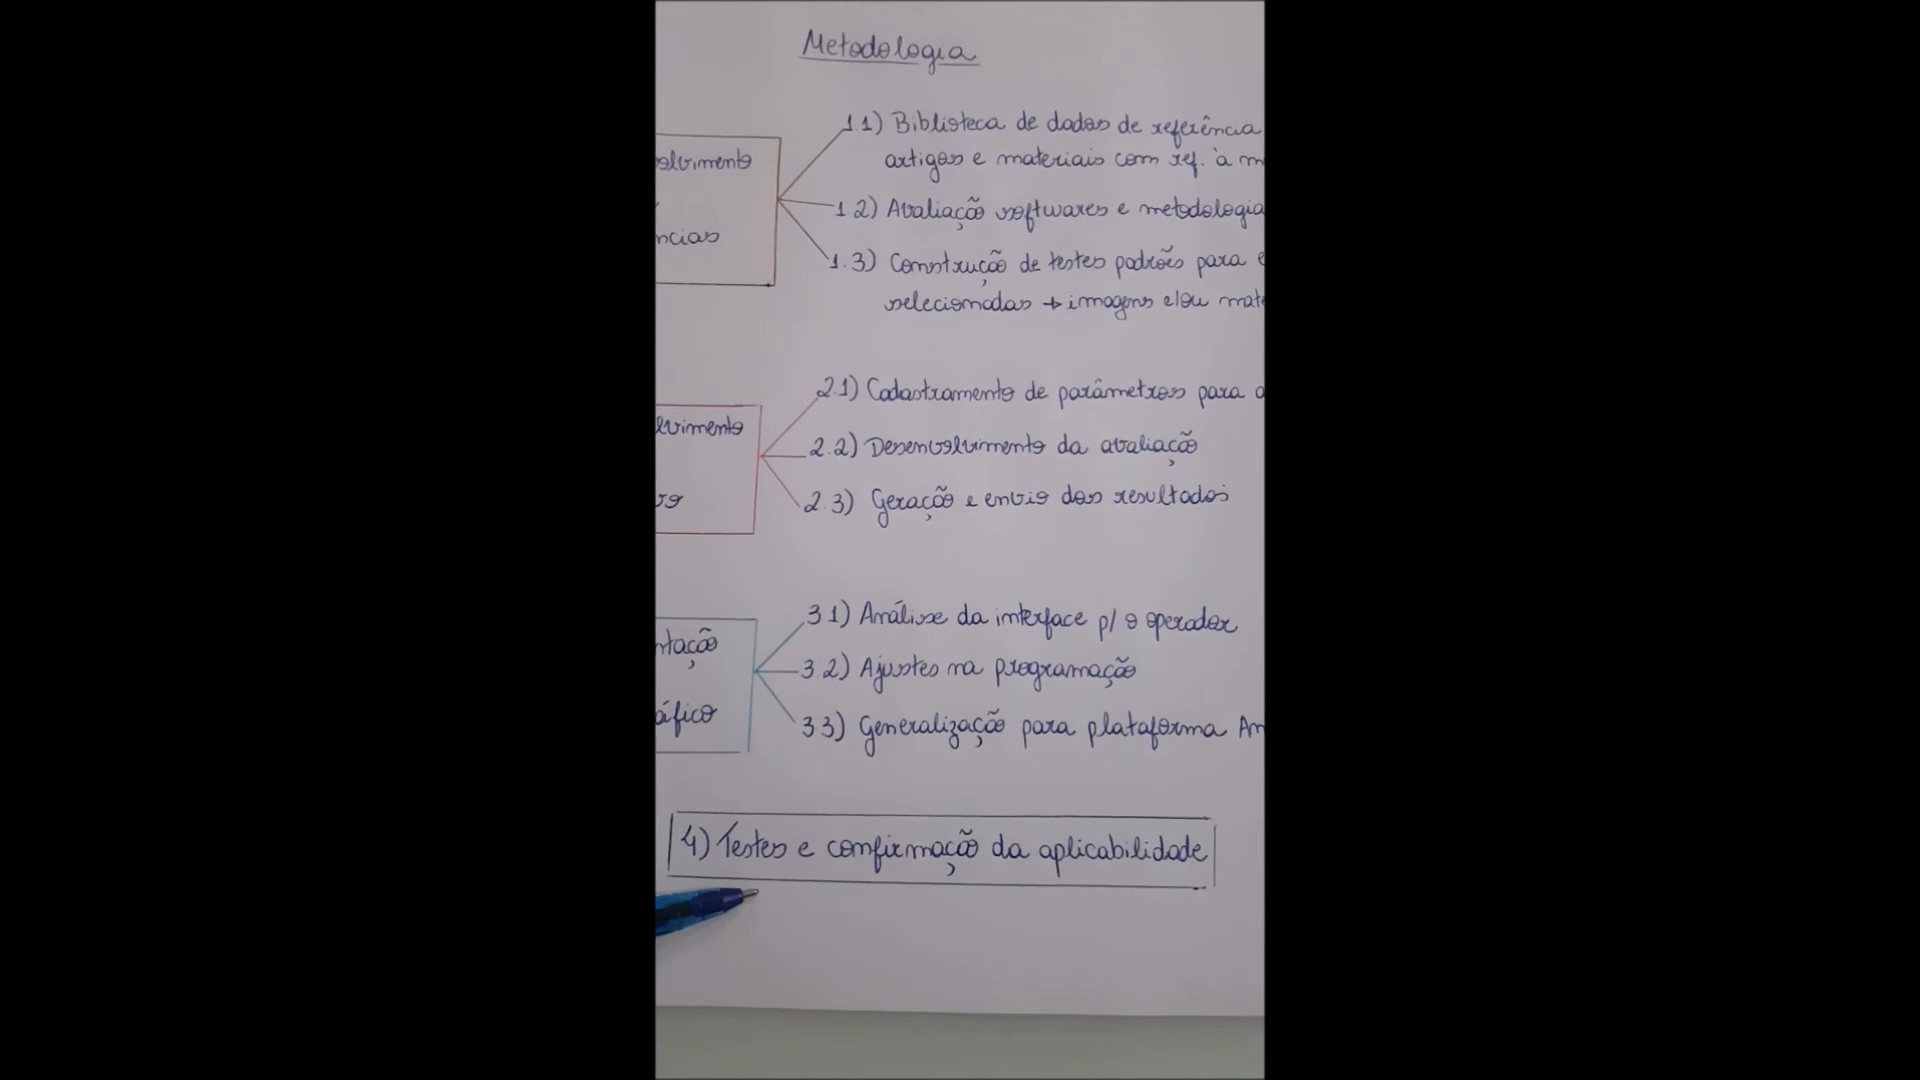 Metodologia
1.1) Biblioteca de dados de referência
artigos e materiais com ref. à
olvimento
1.2) Avaliação softwares e metodologia
ncias
1.3) Construção de testes padrões para
selecionadas → imagens e/ou
2.1) Cadastramento de parâmetros para
lvimento
2.2) Desenvolvimento da avaliação
2.3) Geração e envio dos resultados
3.1) Análise da interface p/ o operador
ntação
3.2) Ajustes na programação
áfico
3.3) Generalização para plataforma An
4) Testes e confirmação da aplicabilidade